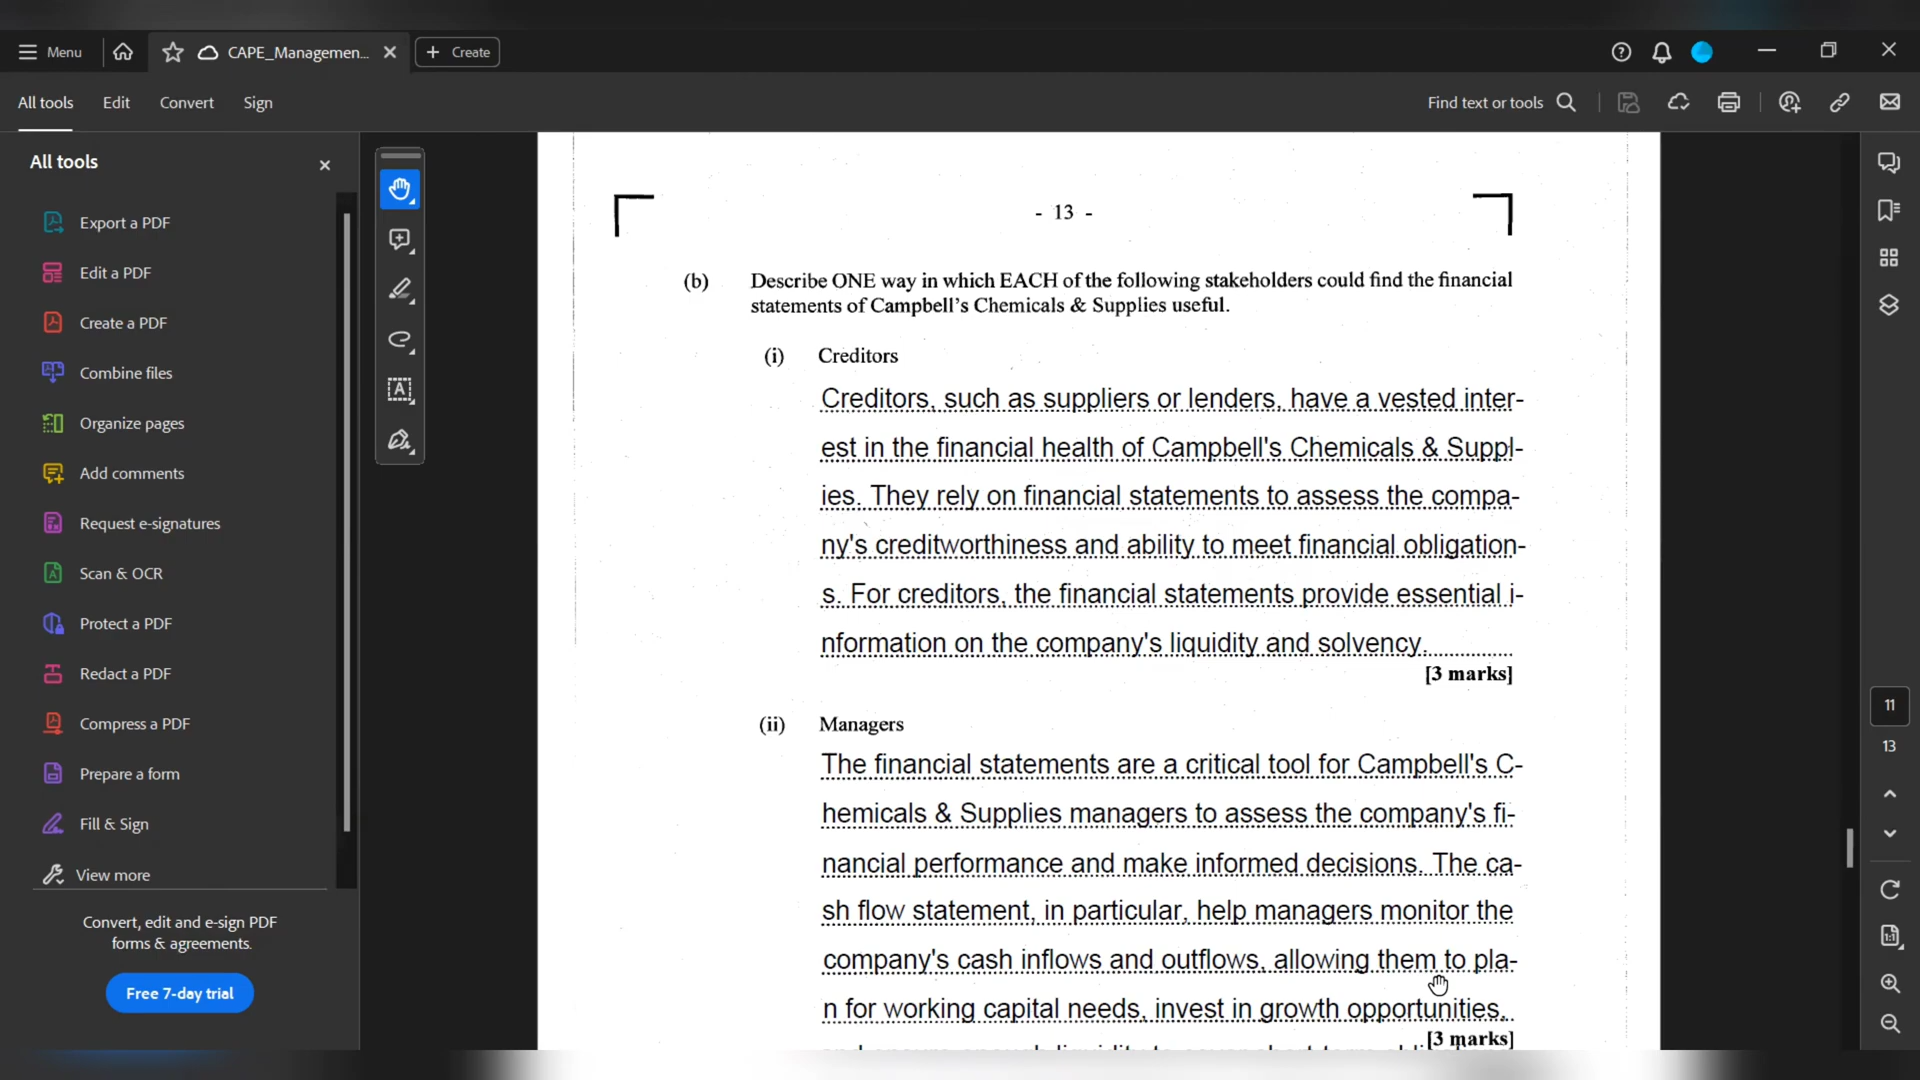 Menu
CAPE_Managemen...
Create
All tools
Edit
Convert
Sign
Find text or tools
All tools
Export a PDF
Edit a PDF
Create a PDF
Combine files
Organize pages
Add comments
Request e-signatures
Scan & OCR
Protect a PDF
Redact a PDF
Compress a PDF
Prepare a form
Fill & Sign
View more
Convert, edit and e-sign PDF
forms & agreements.
Free 7-day trial
- 13 -
(b) Describe ONE way in which EACH of the following stakeholders could find the financial
statements of Campbell's Chemicals & Supplies useful.
(i) Creditors
Creditors, such as suppliers or lenders, have a vested inter-
est in the financial health of Campbell's Chemicals & Suppl-
ies. They rely on financial statements to assess the compa-
ny's creditworthiness and ability to meet financial obligation-
s. For creditors, the financial statements provide essential i-
nformation on the company's liquidity and solvency.
[3 marks]
(ii) Managers
The financial statements are a critical tool for Campbell's C-
hemicals & Supplies managers to assess the company's fi-
nancial performance and make informed decisions. The ca-
sh flow statement, in particular, help managers monitor the
company's cash inflows and outflows, allowing them to pla-
n for working capital needs, invest in growth opportunities,
[3 marks]
11
13
1:1